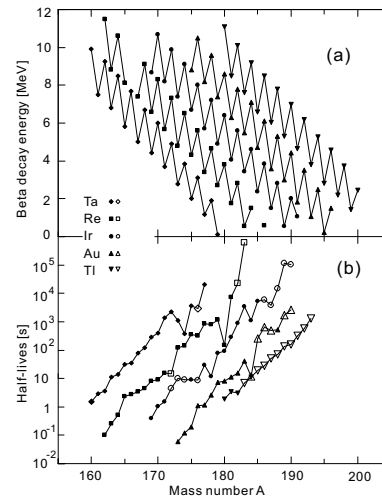 (a)
Beta decay energy [MeV]
12
10
8
6
4
2
0
Ta
Re
Ir
Au
Tl
(b)
Half-lives [s]
10^5
10^4
10^3
10^2
10
1
10^-1
10^-2
160 170 180 190 200
Mass number A